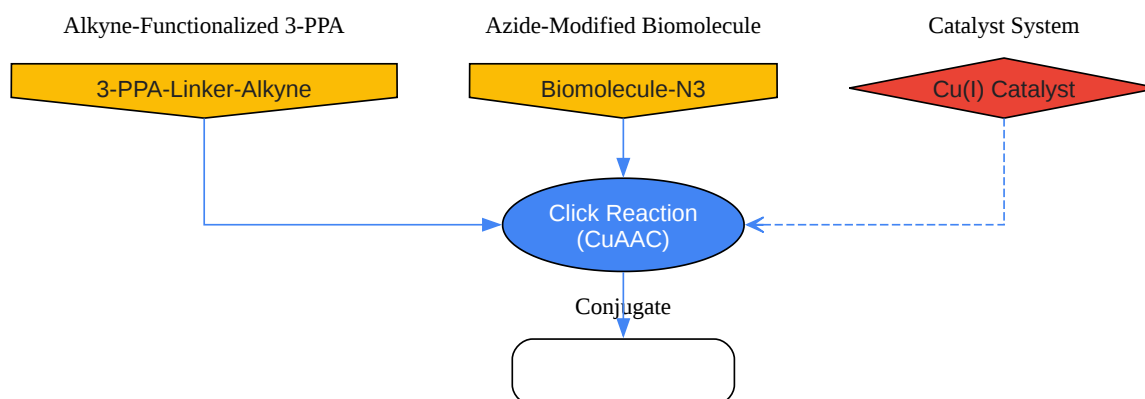 Alkyne-Functionalized 3-PPA
Azide-Modified Biomolecule
Catalyst System
3-PPA-Linker-Alkyne
Biomolecule-N3
Cu(I) Catalyst
Click Reaction
(CuAAC)
Conjugate